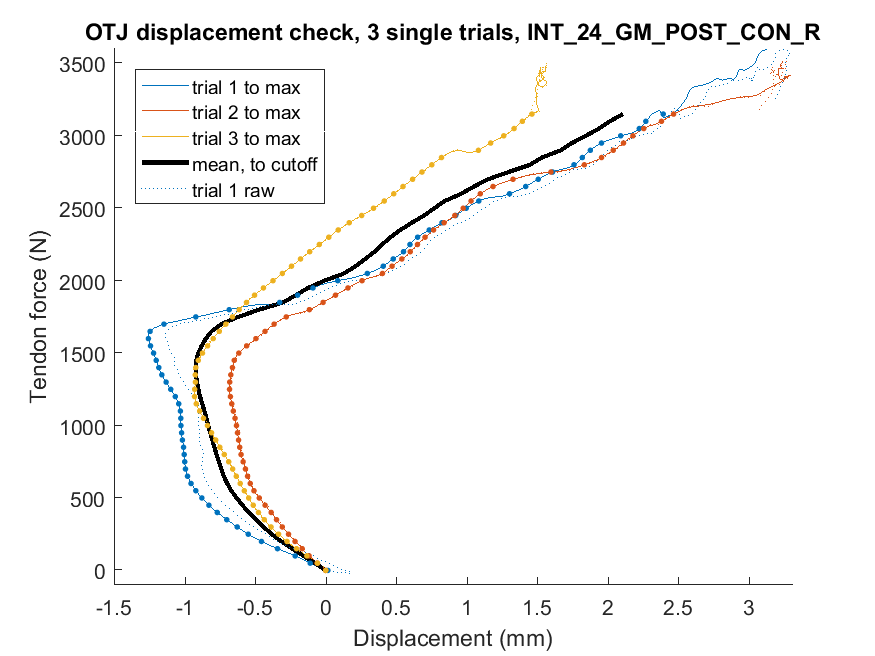 OTJ displacement check, 3 single trials, INT_24_GM_POST_CON_R
3500
3000
2500
2000
1500
1000
500
0
Tendon force (N)
trial 1 to max
trial 2 to max
trial 3 to max
mean, to cutoff
trial 1 raw
-1.5 -1 -0.5 0 0.5 1 1.5 2 2.5 3
Displacement (mm)